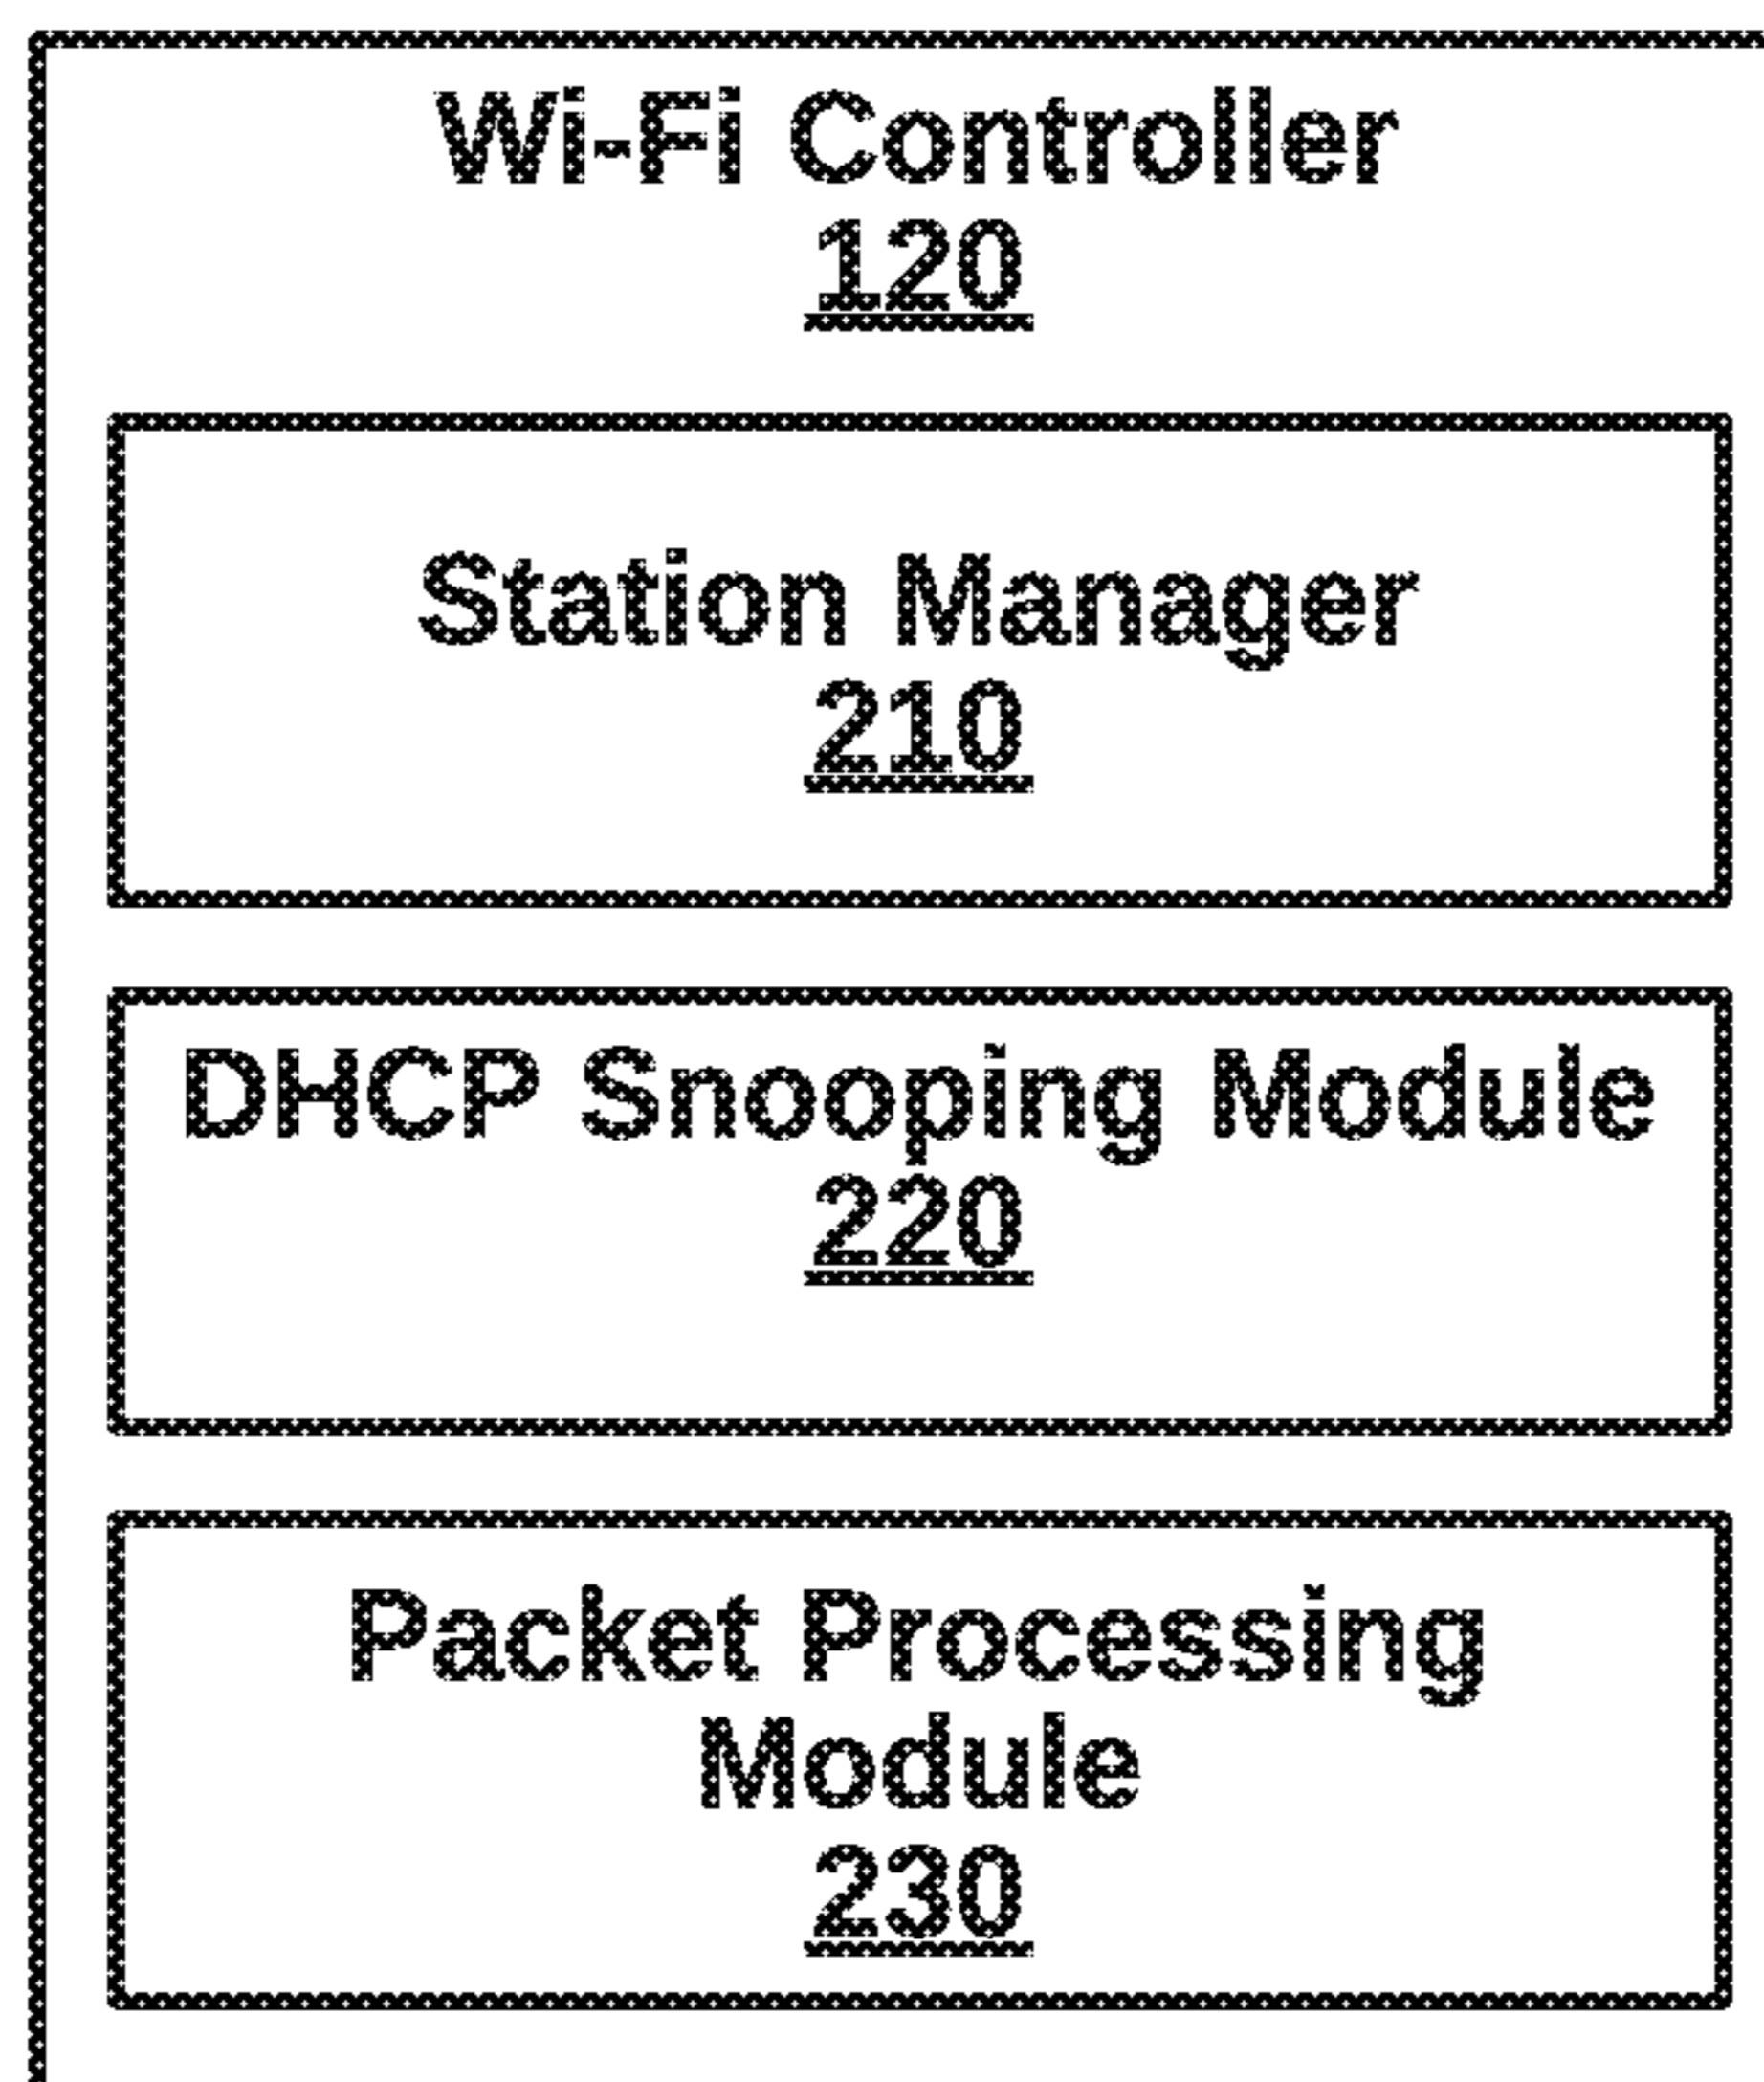 Wi-Fi Controller
120
Station Manager
210
DHCP Snooping Module
220
Packet Processing
Module
230